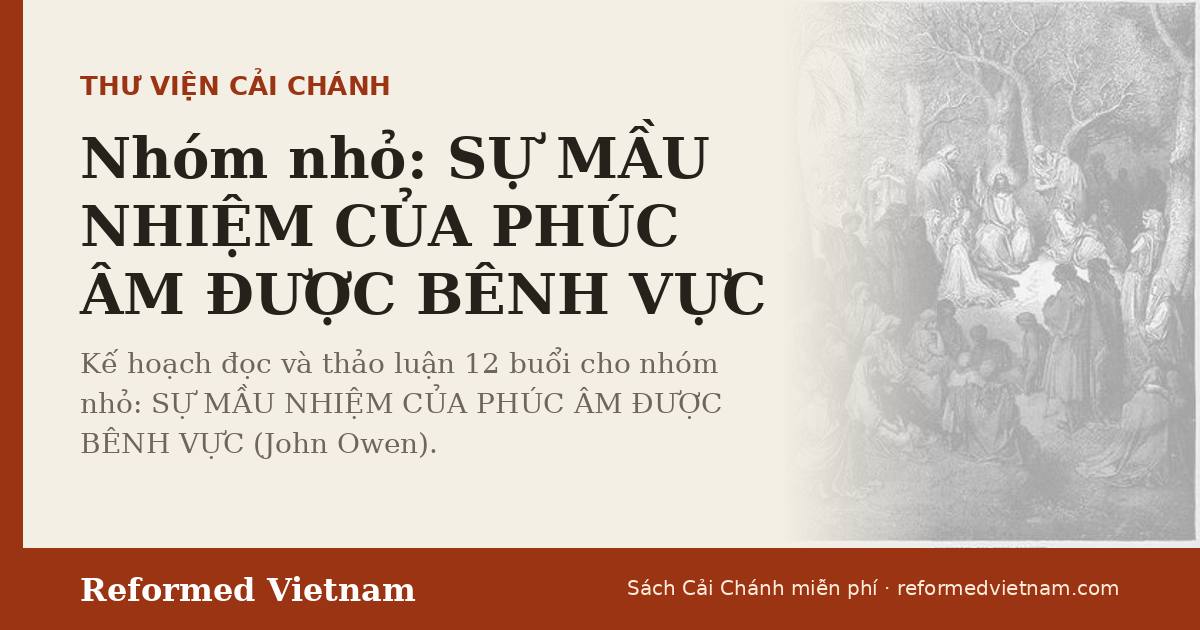 THƯ VIỆN CẢI CHÁNH
Nhóm nhỏ: SỰ MẦU
NHIỆM CỦA PHÚC
ÂM ĐƯỢC BÊNH VỰC
Kế hoạch đọc và thảo luận 12 buổi cho nhóm
nhỏ: SỰ MẦU NHIỆM CỦA PHÚC ÂM ĐƯỢC
BÊNH VỰC (John Owen).
Reformed Vietnam
Sách Cải Chánh miễn phí · reformedvietnam.com